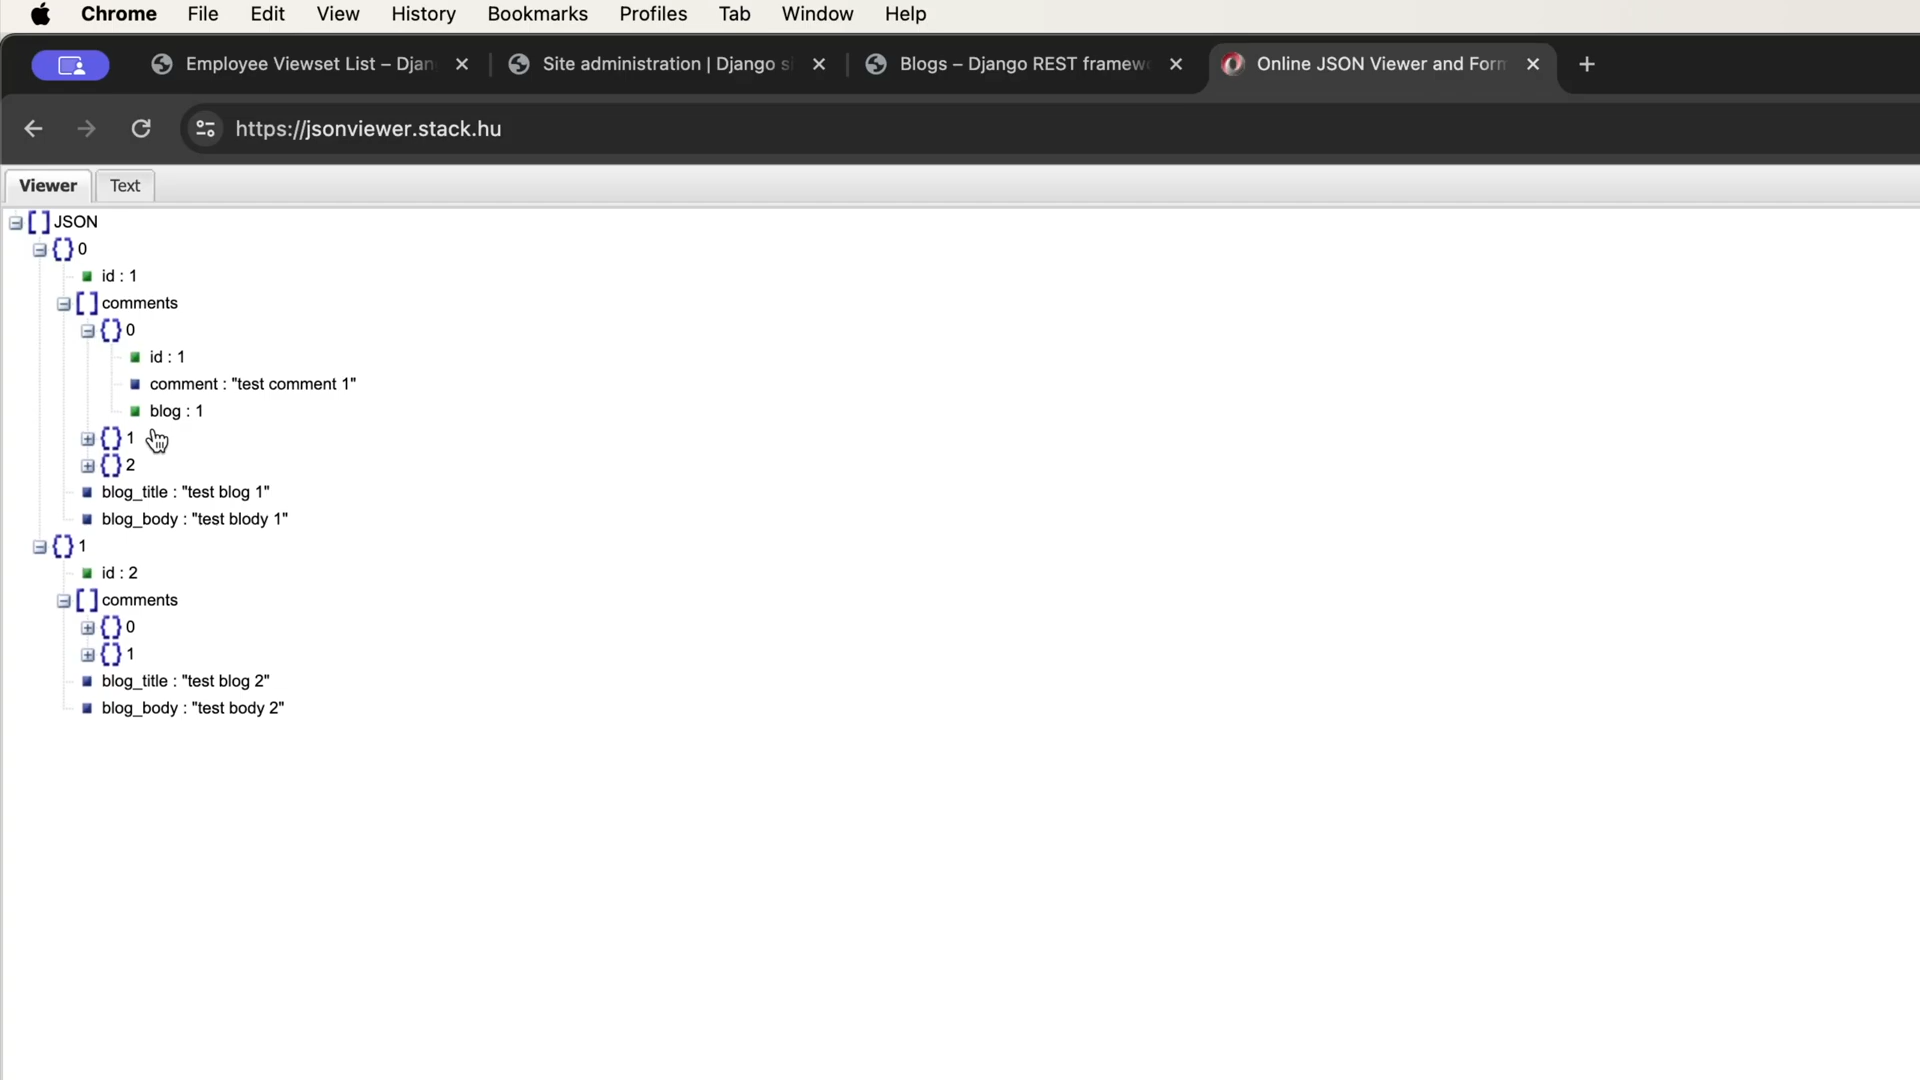 Chrome File Edit View History Bookmarks Profiles Tab Window Help
Employee Viewset List – Djan Site administration | Django s Blogs – Django REST framew Online JSON Viewer and Form
https://jsonviewer.stack.hu
Viewer Text
[ ] JSON
{ } 0
id : 1
[ ] comments
{ } 0
id : 1
comment : "test comment 1"
blog : 1
{ } 1
{ } 2
blog_title : "test blog 1"
blog_body : "test blody 1"
{ } 1
id : 2
[ ] comments
{ } 0
{ } 1
blog_title : "test blog 2"
blog_body : "test body 2"